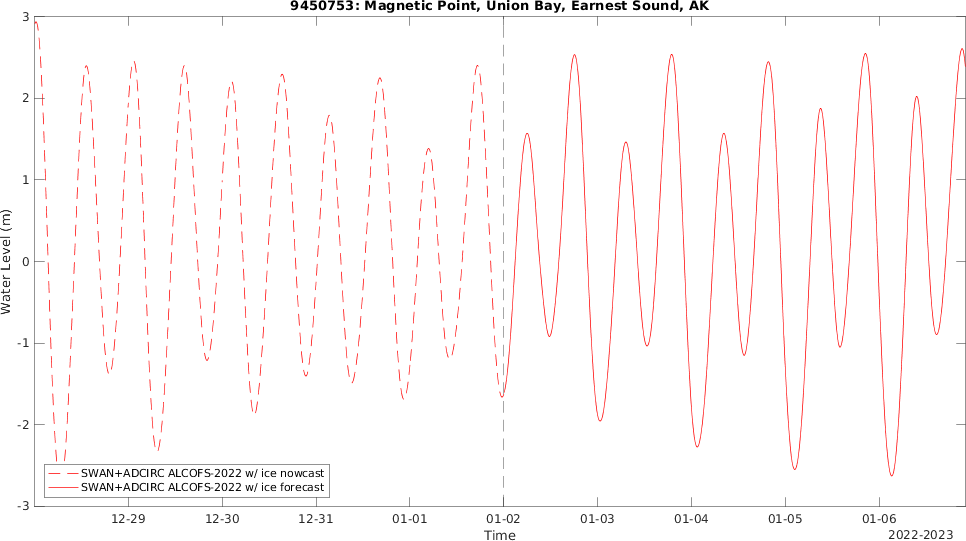 9450753: Magnetic Point, Union Bay, Earnest Sound, AK
Water Level (m)
3
2
1
0
-1
-2
-3
SWAN+ADCIRC ALCOFS-2022 w/ ice nowcast
SWAN+ADCIRC ALCOFS-2022 w/ ice forecast
12-29 12-30 12-31 01-01 01-02 01-03 01-04 01-05 01-06
Time
2022-2023